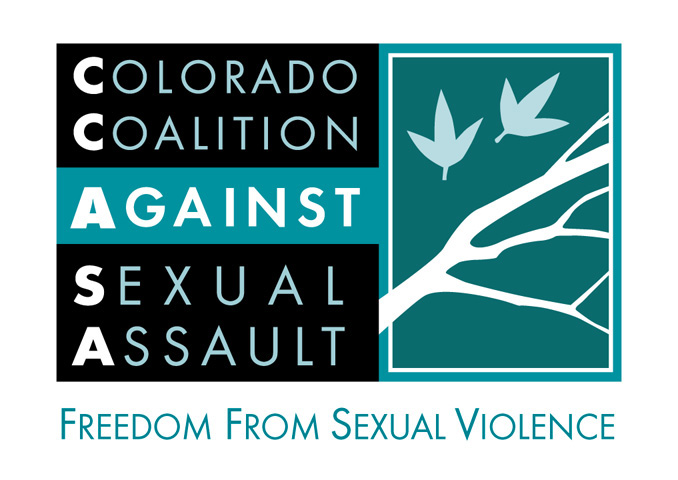 COLORADO
COALITION
AGAINST
SEXUAL
ASSAULT
FREEDOM FROM SEXUAL VIOLENCE